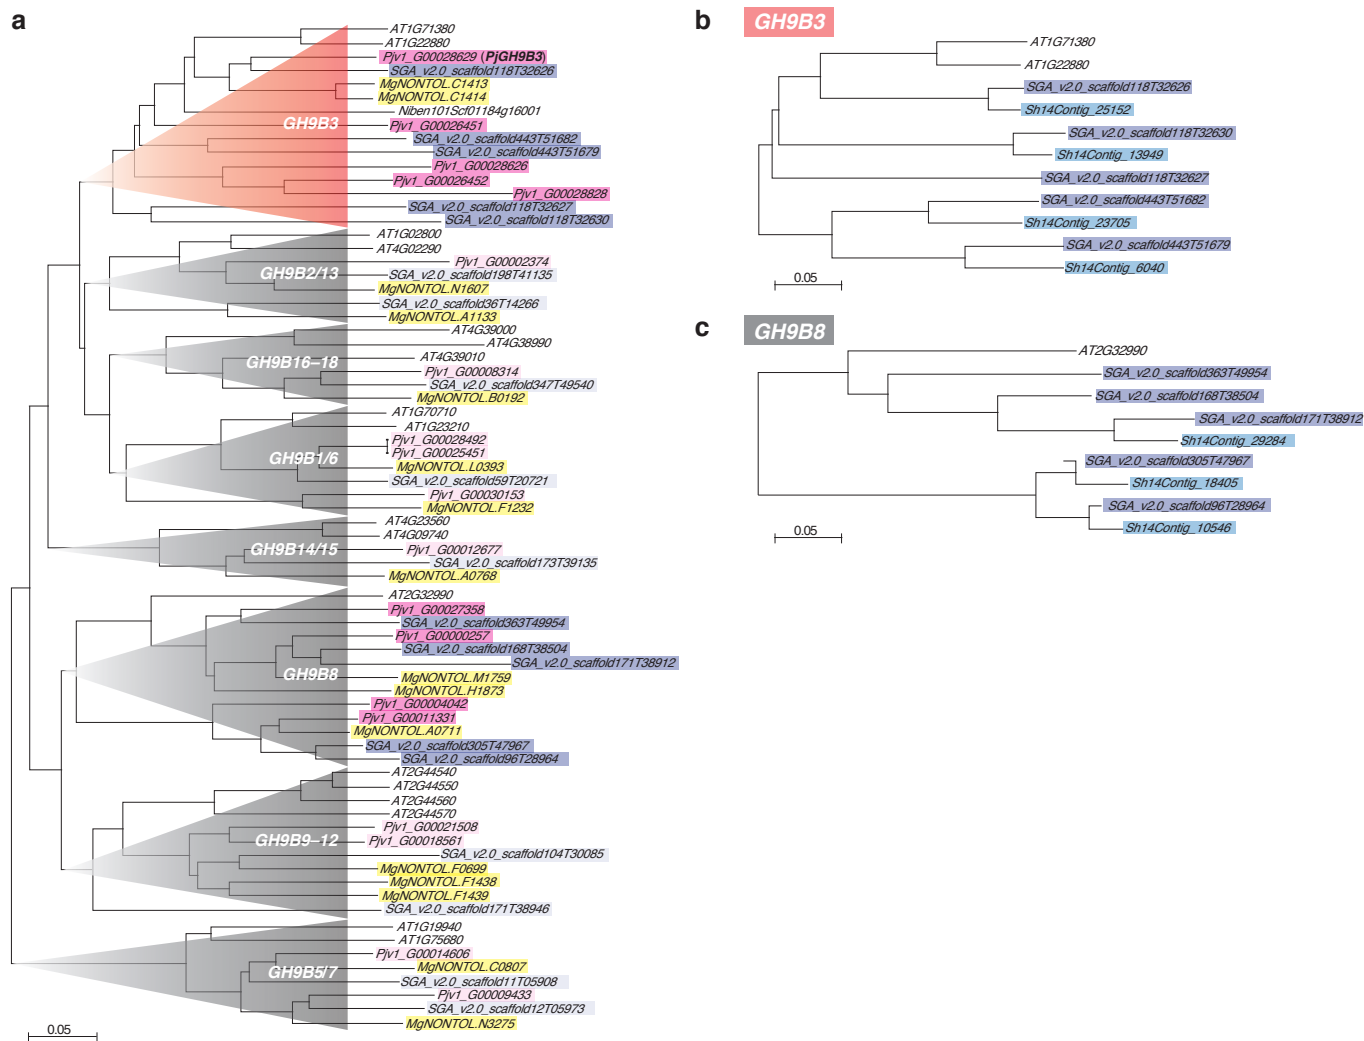 a
AT1G71380
AT1G22880
Pjv1_G00028629 (PjGH9B3)
SGA_v2.0_scaffold118T32626
MgNONTOL.C1413
MgNONTOL.C1414
Niben101Scf01184g16001
GH9B3
Pjv1_G00026451
SGA_v2.0_scaffold443T51682
SGA_v2.0_scaffold443T51679
Pjv1_G00028626
Pjv1_G00026452
Pjv1_G00028828
SGA_v2.0_scaffold118T32627
SGA_v2.0_scaffold118T32630
AT1G02800
AT4G02290
Pjv1_G00002374
GH9B2/13
SGA_v2.0_scaffold198T41135
MgNONTOL.N1607
SGA_v2.0_scaffold36T14266
MgNONTOL.A1133
AT4G39000
AT4G38990
AT4G39010
GH9B16–18
Pjv1_G00008314
SGA_v2.0_scaffold347T49540
MgNONTOL.B0192
AT1G70710
AT1G23210
Pjv1_G00028492
Pjv1_G00025451
GH9B1/6
MgNONTOL.L0393
SGA_v2.0_scaffold59T20721
Pjv1_G00030153
MgNONTOL.F1232
AT4G23560
AT4G09740
GH9B14/15
Pjv1_G00012677
SGA_v2.0_scaffold173T39135
MgNONTOL.A0768
AT2G32990
Pjv1_G00027358
SGA_v2.0_scaffold363T49954
Pjv1_G00000257
SGA_v2.0_scaffold168T38504
SGA_v2.0_scaffold171T38912
GH9B8
MgNONTOL.M1759
MgNONTOL.H1873
Pjv1_G00004042
Pjv1_G00011331
MgNONTOL.A0711
SGA_v2.0_scaffold305T47967
SGA_v2.0_scaffold96T28964
AT2G44540
AT2G44550
AT2G44560
AT2G44570
Pjv1_G00021508
GH9B9–12
Pjv1_G00018561
SGA_v2.0_scaffold104T30085
MgNONTOL.F0699
MgNONTOL.F1438
MgNONTOL.F1439
SGA_v2.0_scaffold171T38946
AT1G19940
AT1G75680
Pjv1_G00014606
GH9B5/7
MgNONTOL.C0807
SGA_v2.0_scaffold11T05908
Pjv1_G00009433
SGA_v2.0_scaffold12T05973
MgNONTOL.N3275
0.05
b
GH9B3
AT1G71380
AT1G22880
SGA_v2.0_scaffold118T32626
Sh14Contig_25152
SGA_v2.0_scaffold118T32630
Sh14Contig_13949
SGA_v2.0_scaffold118T32627
SGA_v2.0_scaffold443T51682
Sh14Contig_23705
SGA_v2.0_scaffold443T51679
Sh14Contig_6040
0.05
c
GH9B8
AT2G32990
SGA_v2.0_scaffold363T49954
SGA_v2.0_scaffold168T38504
SGA_v2.0_scaffold171T38912
Sh14Contig_29284
SGA_v2.0_scaffold305T47967
Sh14Contig_18405
SGA_v2.0_scaffold96T28964
Sh14Contig_10546
0.05